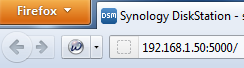 Firefox
DSM Synology DiskStation - s
192.168.1.50:5000/